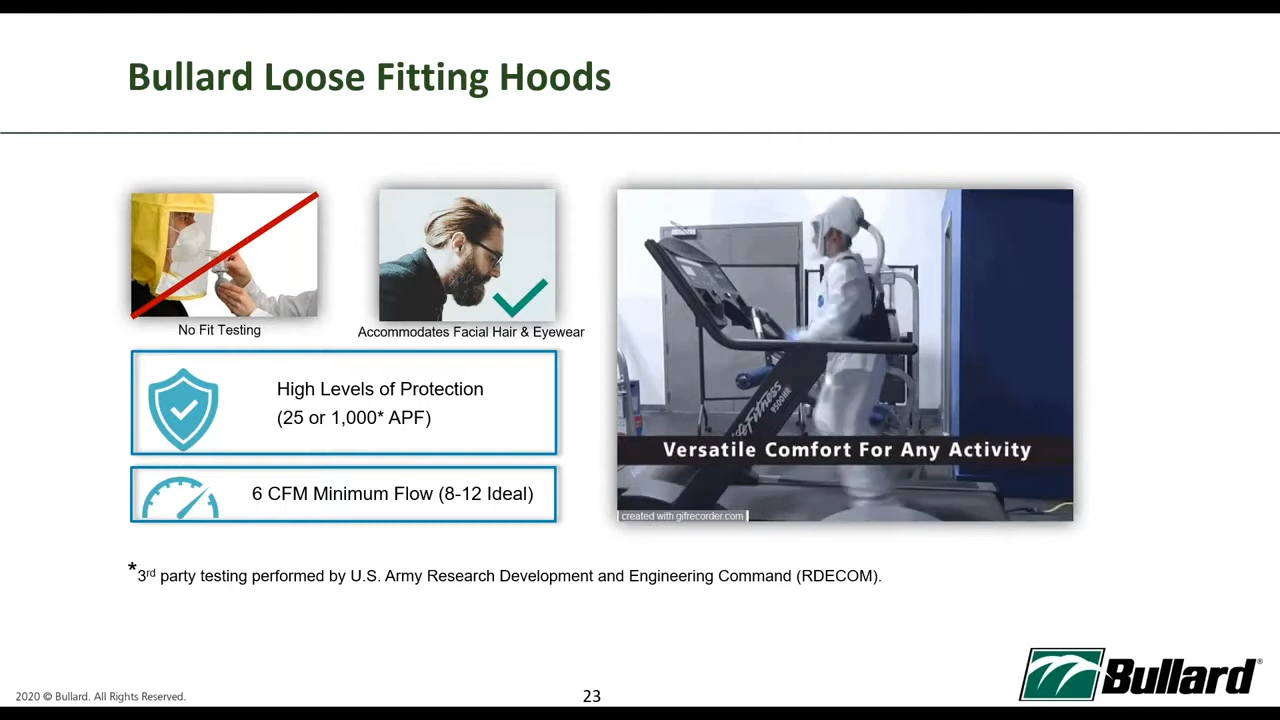 Bullard Loose Fitting Hoods
No Fit Testing
Accommodates Facial Hair & Eyewear
High Levels of Protection
(25 or 1,000* APF)
6 CFM Minimum Flow (8-12 Ideal)
LifeFitness
9500HR
Versatile Comfort For Any Activity
created with gifrecorder.com
*3rd party testing performed by U.S. Army Research Development and Engineering Command (RDECOM).
2020 © Bullard. All Rights Reserved.
23
Bullard®